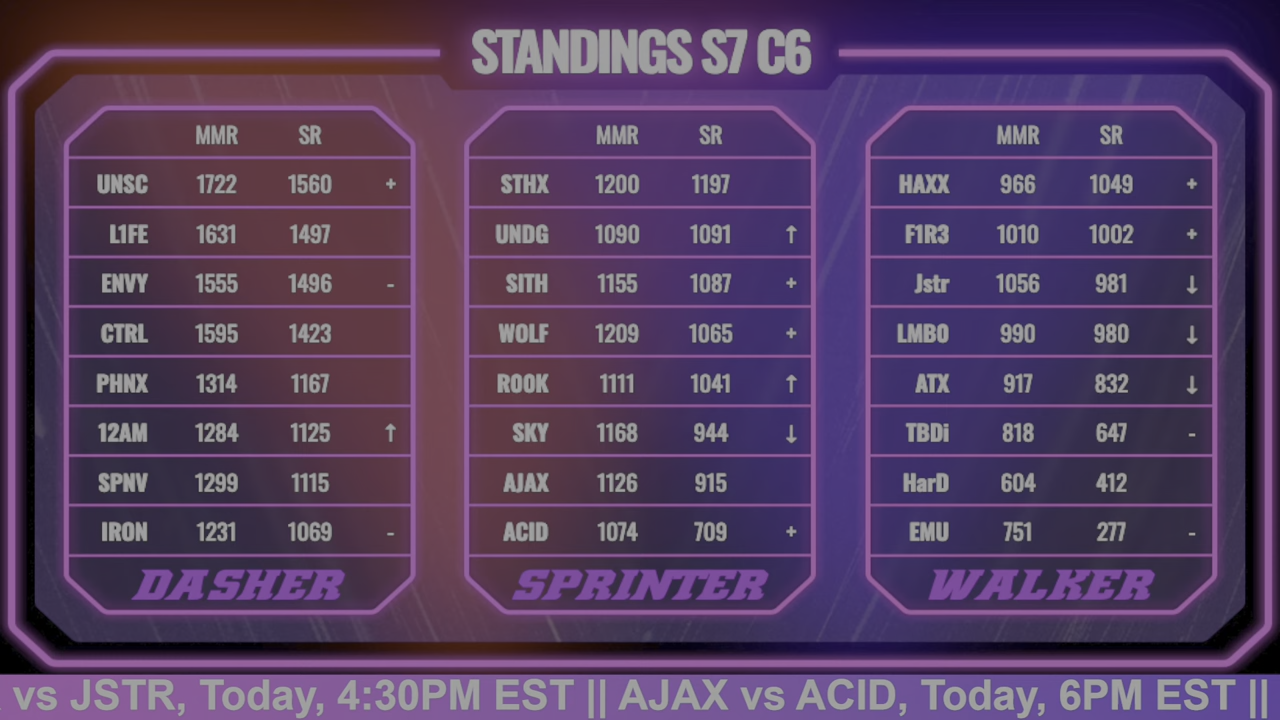 STANDINGS S7 C6
MMR SR
UNSC 1722 1560 +
L1FE 1631 1497
ENVY 1555 1496 -
CTRL 1595 1423
PHNX 1314 1167
12AM 1284 1125 ↑
SPNV 1299 1115
IRON 1231 1069 -
DASHER
MMR SR
STHX 1200 1197
UNDG 1090 1091 ↑
SITH 1155 1087 +
WOLF 1209 1065 +
ROOK 1111 1041 ↑
SKY 1168 944 ↓
AJAX 1126 915
ACID 1074 709 +
SPRINTER
MMR SR
HAXX 966 1049 +
F1R3 1010 1002 +
Jstr 1056 981 ↓
LMBO 990 980 ↓
ATX 917 832 ↓
TBDi 818 647 -
HarD 604 412
EMU 751 277 -
WALKER
vs JSTR, Today, 4:30PM EST || AJAX vs ACID, Today, 6PM EST ||